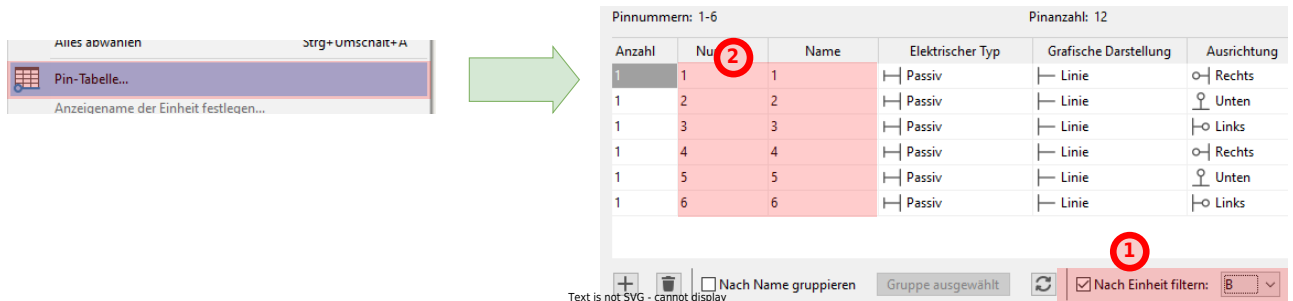 Alles abwählen Strg+Umschalt+A
Pin-Tabelle...
Anzeigename der Einheit festlegen...
Pinnummern: 1-6 Pinanzahl: 12
Anzahl Name Elektrischer Typ Grafische Darstellung Ausrichtung
2
1 1 1 Passiv Linie Rechts
1 2 2 Passiv Linie Unten
1 3 3 Passiv Linie Links
1 4 4 Passiv Linie Rechts
1 5 5 Passiv Linie Unten
1 6 6 Passiv Linie Links
1
Nach Name gruppieren Gruppe ausgewählt Nach Einheit filtern: B
Text is not SVG - cannot display